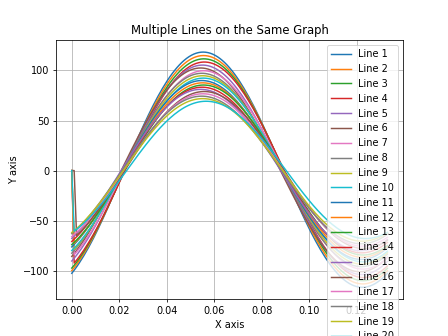 Multiple Lines on the Same Graph
Y axis
100
50
0
−50
−100
0.00 0.02 0.04 0.06 0.08 0.10
X axis
Line 1
Line 2
Line 3
Line 4
Line 5
Line 6
Line 7
Line 8
Line 9
Line 10
Line 11
Line 12
Line 13
Line 14
Line 15
Line 16
Line 17
Line 18
Line 19
Line 20